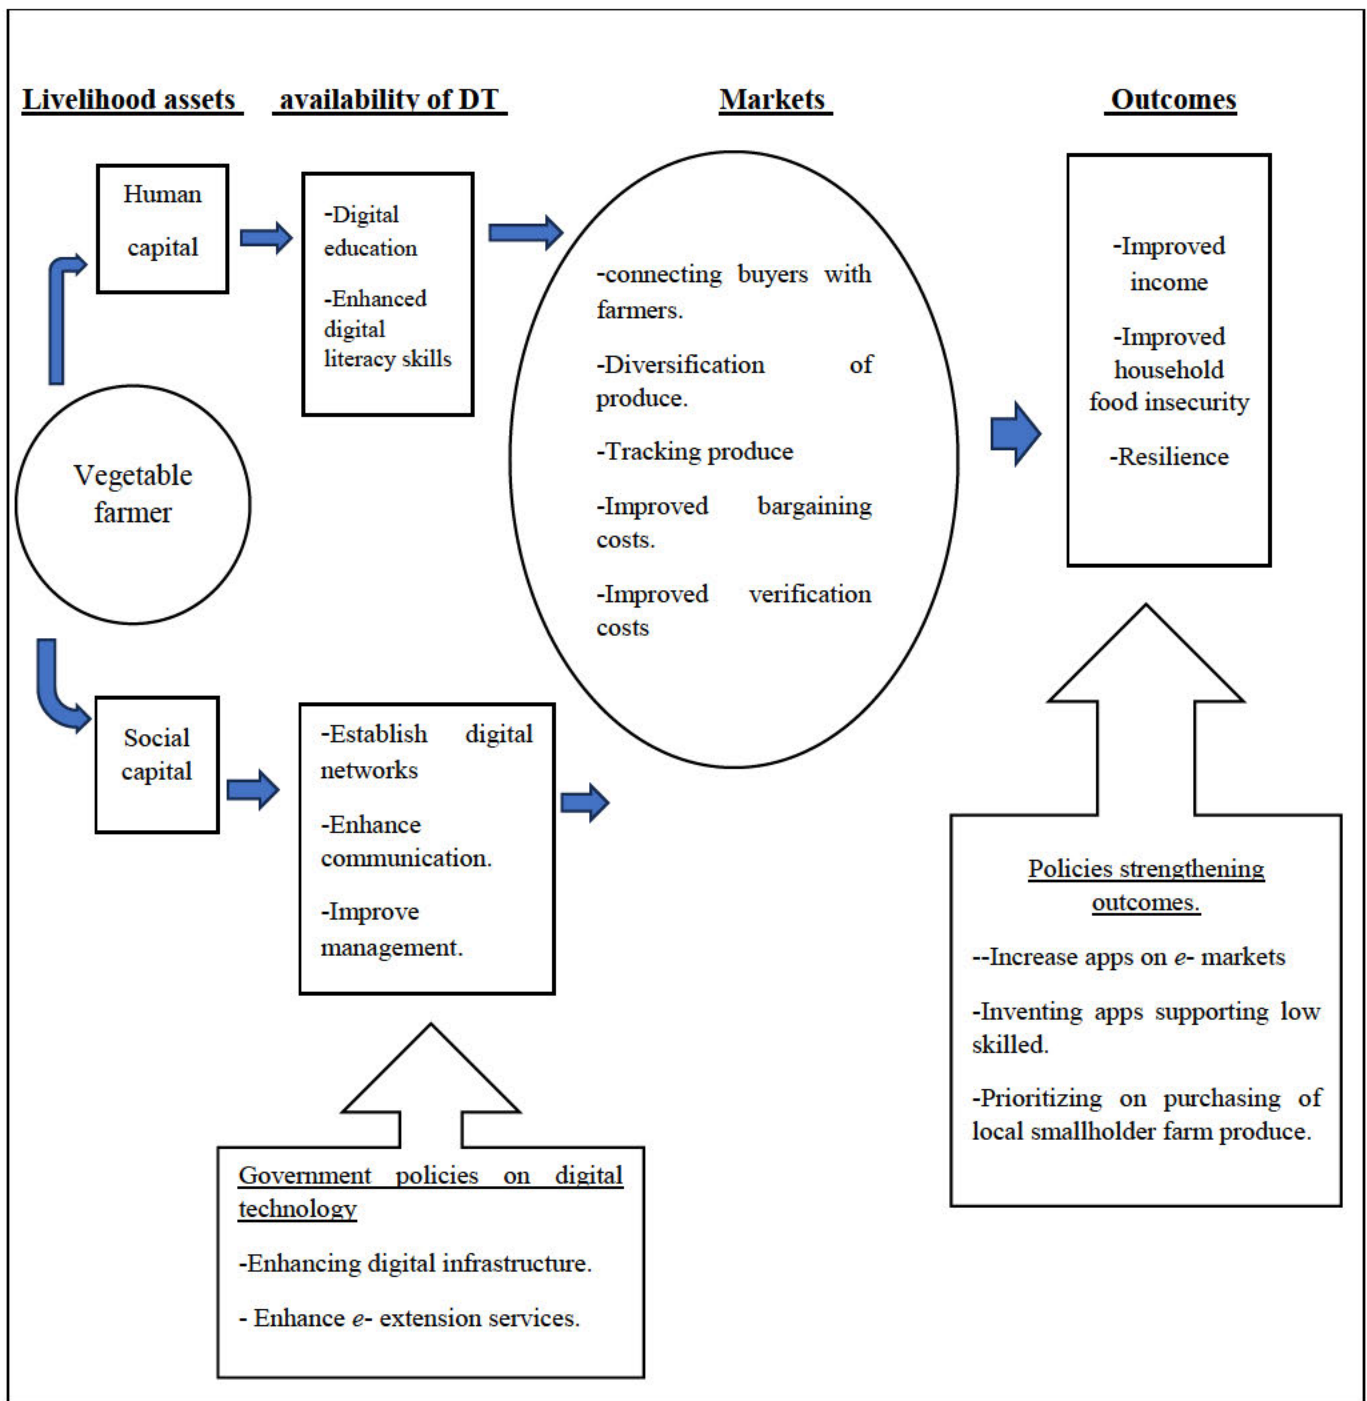 Livelihood assets availability of DT Markets Outcomes
Human
capital
-Digital
education
-Enhanced
digital
literacy skills
Vegetable
farmer
Social
capital
-Establish digital
networks
-Enhance
communication.
-Improve
management.
-connecting buyers with
farmers.
-Diversification of
produce.
-Tracking produce
-Improved bargaining
costs.
-Improved verification
costs
-Improved
income
-Improved
household
food insecurity
-Resilience
Government policies on digital
technology
-Enhancing digital infrastructure.
- Enhance e- extension services.
Policies strengthening
outcomes.
--Increase apps on e- markets
-Inventing apps supporting low
skilled.
-Prioritizing on purchasing of
local smallholder farm produce.